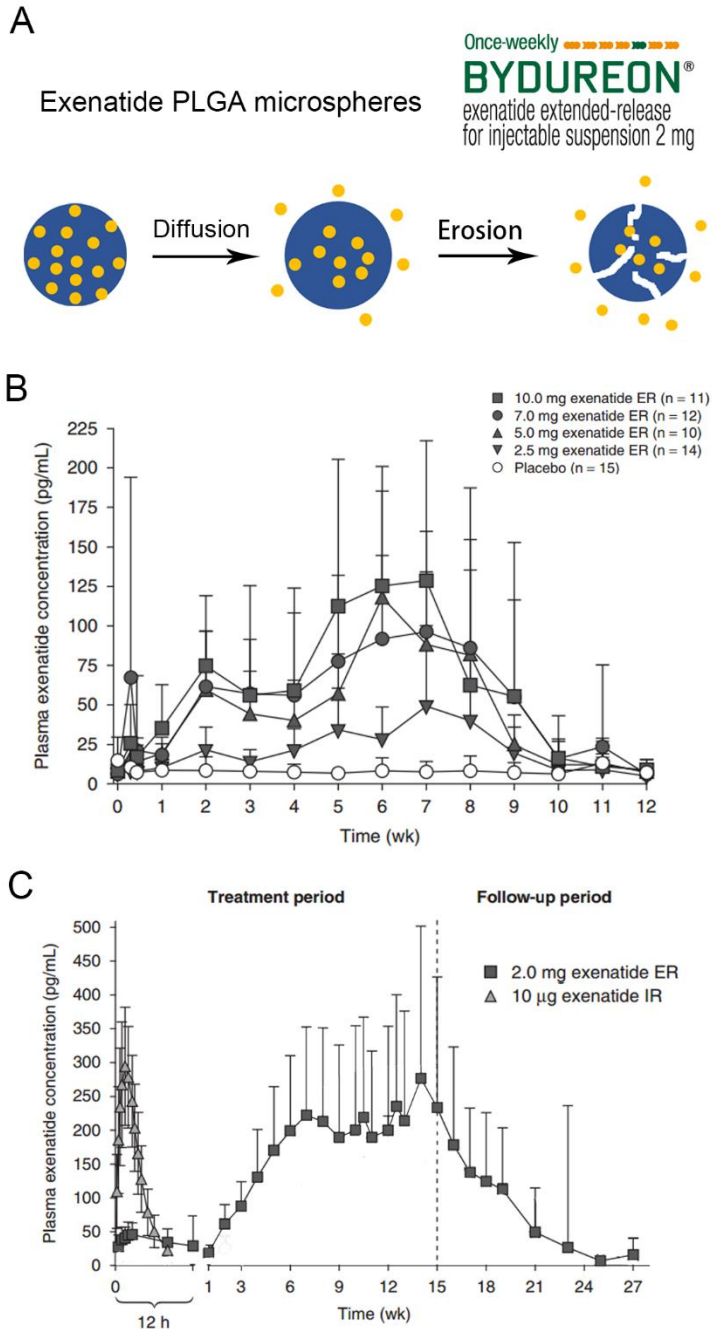 A
Once-weekly
BYDUREON®
Exenatide PLGA microspheres
exenatide extended-release
for injectable suspension 2 mg
Diffusion
Erosion
B
10.0 mg exenatide ER (n = 11)
7.0 mg exenatide ER (n = 12)
5.0 mg exenatide ER (n = 10)
2.5 mg exenatide ER (n = 14)
Placebo (n = 15)
Plasma exenatide concentration (pg/mL)
225
200
175
150
125
100
75
50
25
0
0 1 2 3 4 5 6 7 8 9 10 11 12
Time (wk)
C
Treatment period Follow-up period
Plasma exenatide concentration (pg/mL)
500
450
400
350
300
250
200
150
100
50
0
2.0 mg exenatide ER
10 µg exenatide IR
0 1 3 6 9 12 15 18 21 24 27
12 h
Time (wk)